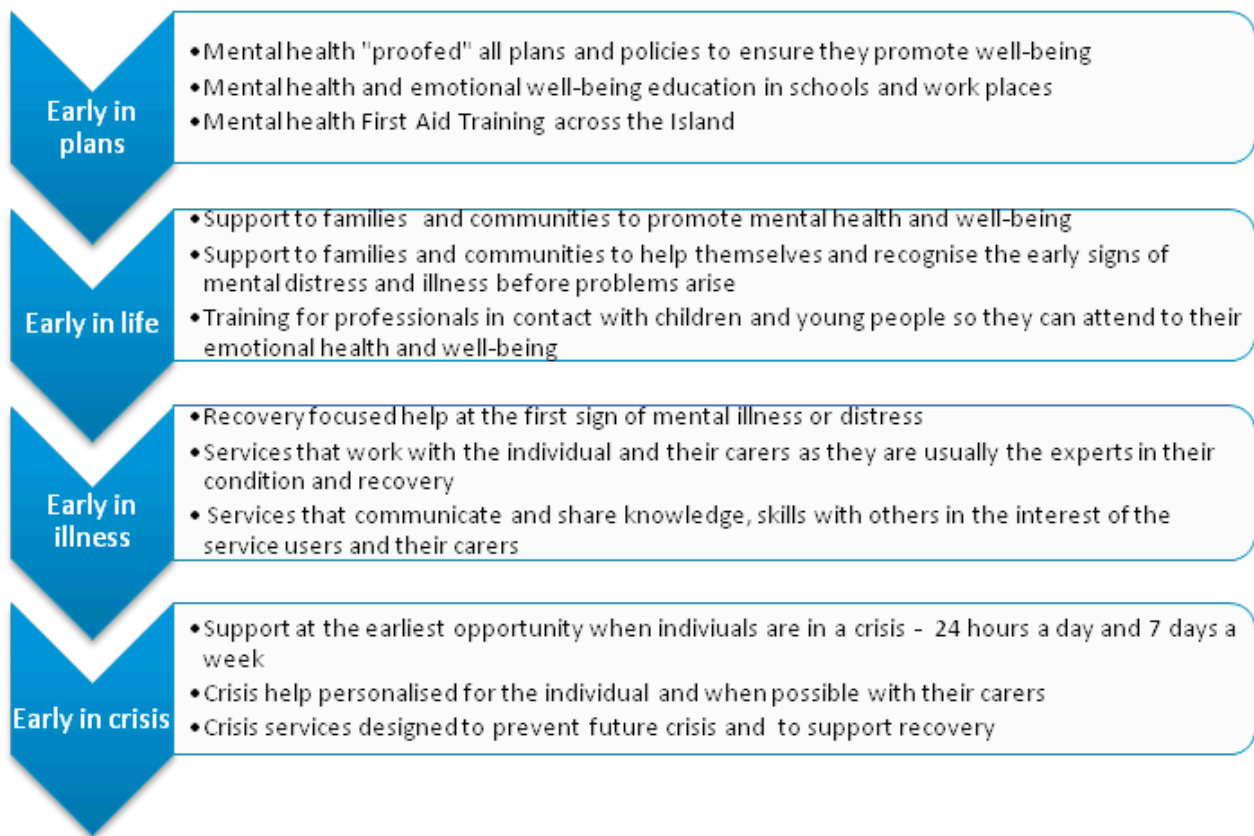 Early in
plans
•Mental health "proofed" all plans and policies to ensure they promote well-being
•Mental health and emotional well-being education in schools and work places
•Mental health First Aid Training across the Island
Early in life
•Support to families and communities to promote mental health and well-being
•Support to families and communities to help themselves and recognise the early signs of
mental distress and illness before problems arise
•Training for professionals in contact with children and young people so they can attend to their
emotional health and well-being
Early in
illness
•Recovery focused help at the first sign of mental illness or distress
•Services that work with the individual and their carers as they are usually the experts in their
condition and recovery
• Services that communicate and share knowledge, skills with others in the interest of the
service users and their carers
Early in crisis
•Support at the earliest opportunity when indiviuals are in a crisis - 24 hours a day and 7 days a
week
•Crisis help personalised for the individual and when possible with their carers
•Crisis services designed to prevent future crisis and to support recovery